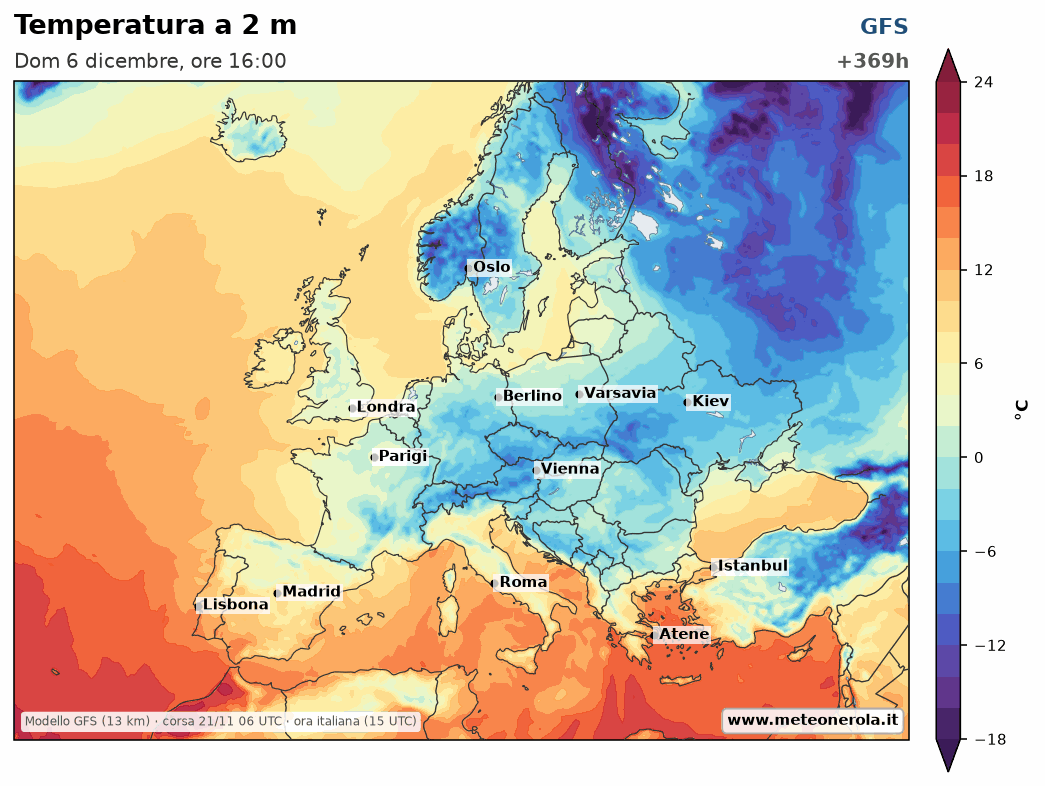 Temperatura a 2 m
GFS
Dom 6 dicembre, ore 16:00
+369h
24
18
12
6
0
−6
−12
−18
°C
Oslo
Berlino
Varsavia
Kiev
Londra
Parigi
Vienna
Istanbul
Roma
Madrid
Lisbona
Atene
Modello GFS (13 km) · corsa 21/11 06 UTC · ora italiana (15 UTC)
www.meteonerola.it